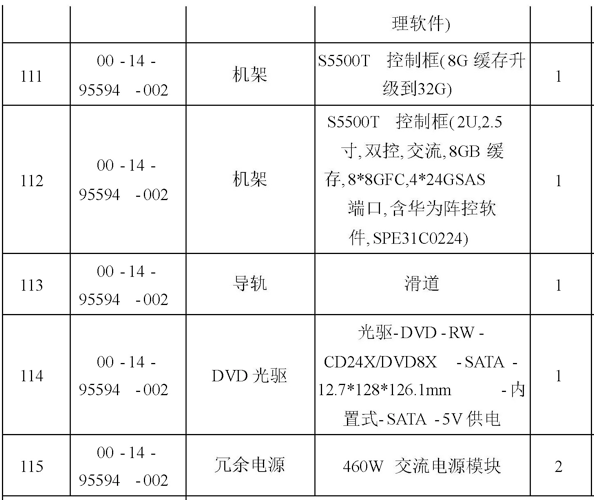 理软件)
111
00 -14 -
95594 -002
机架
S5500T 控制框(8G 缓存升
级到32G)
1
112
00 -14 -
95594 -002
机架
S5500T 控制框(2U,2.5
寸,双控,交流,8GB 缓
存,8*8GFC,4*24GSAS
端口,含华为阵控软
件,SPE31C0224)
1
113
00 -14 -
95594 -002
导轨
滑道
1
114
00 -14 -
95594 -002
DVD 光驱
光驱-DVD -RW -
CD24X/DVD8X -SATA -
12.7*128*126.1mm -内
置式-SATA -5V 供电
1
115
00 -14 -
95594 -002
冗余电源
460W 交流电源模块
2